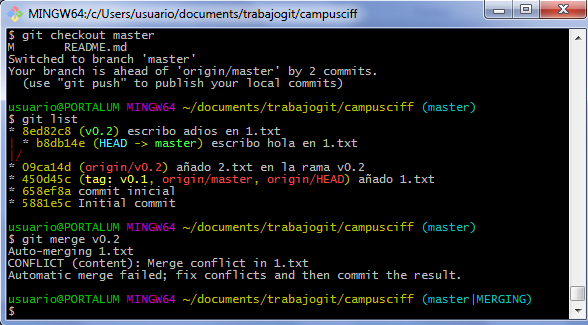 MINGW64:/c/Users/usuario/documents/trabajogit/campusciff
$ git checkout master
M README.md
Switched to branch 'master'
Your branch is ahead of 'origin/master' by 2 commits.
(use "git push" to publish your local commits)
usuario@PORTALUM MINGW64 ~/documents/trabajogit/campusciff (master)
$ git list
* 8ed82c8 (v0.2) escribo adios en 1.txt
| * b8db14e (HEAD -> master) escribo hola en 1.txt
|/
* 09ca14d (origin/v0.2) añado 2.txt en la rama v0.2
* 450d45c (tag: v0.1, origin/master, origin/HEAD) añado 1.txt
* 658ef8a commit inicial
* 5881e5c Initial commit
usuario@PORTALUM MINGW64 ~/documents/trabajogit/campusciff (master)
$ git merge v0.2
Auto-merging 1.txt
CONFLICT (content): Merge conflict in 1.txt
Automatic merge failed; fix conflicts and then commit the result.
usuario@PORTALUM MINGW64 ~/documents/trabajogit/campusciff (master|MERGING)
$